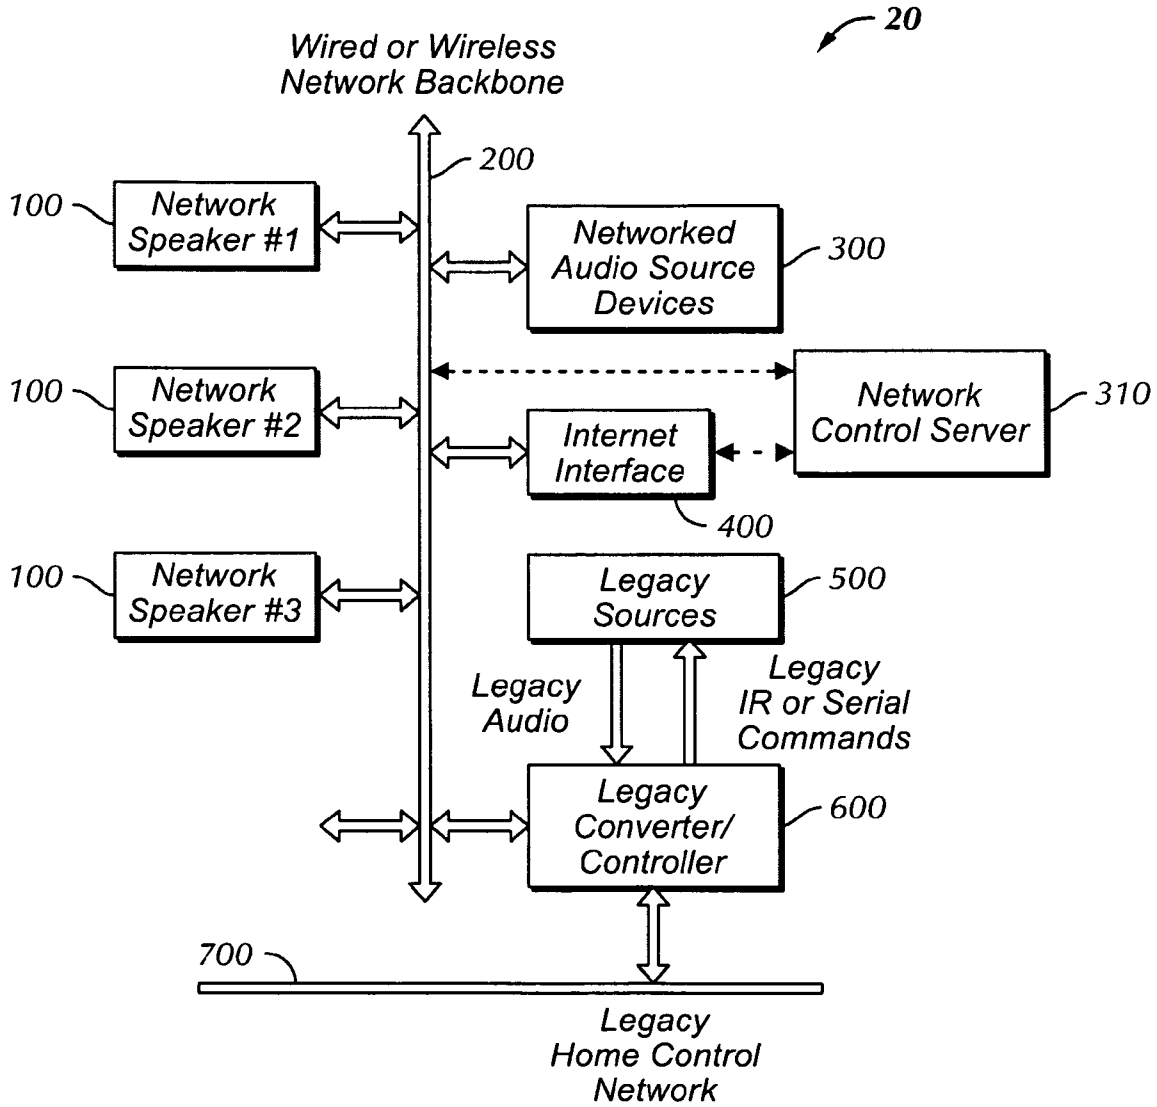 20
Wired or Wireless
Network Backbone
200
100
Network
Speaker #1
Networked
Audio Source
Devices
300
100
Network
Speaker #2
Network
Control Server
310
Internet
Interface
400
100
Network
Speaker #3
Legacy
Sources
500
Legacy
Audio
Legacy
IR or Serial
Commands
Legacy
Converter/
Controller
600
700
Legacy
Home Control
Network